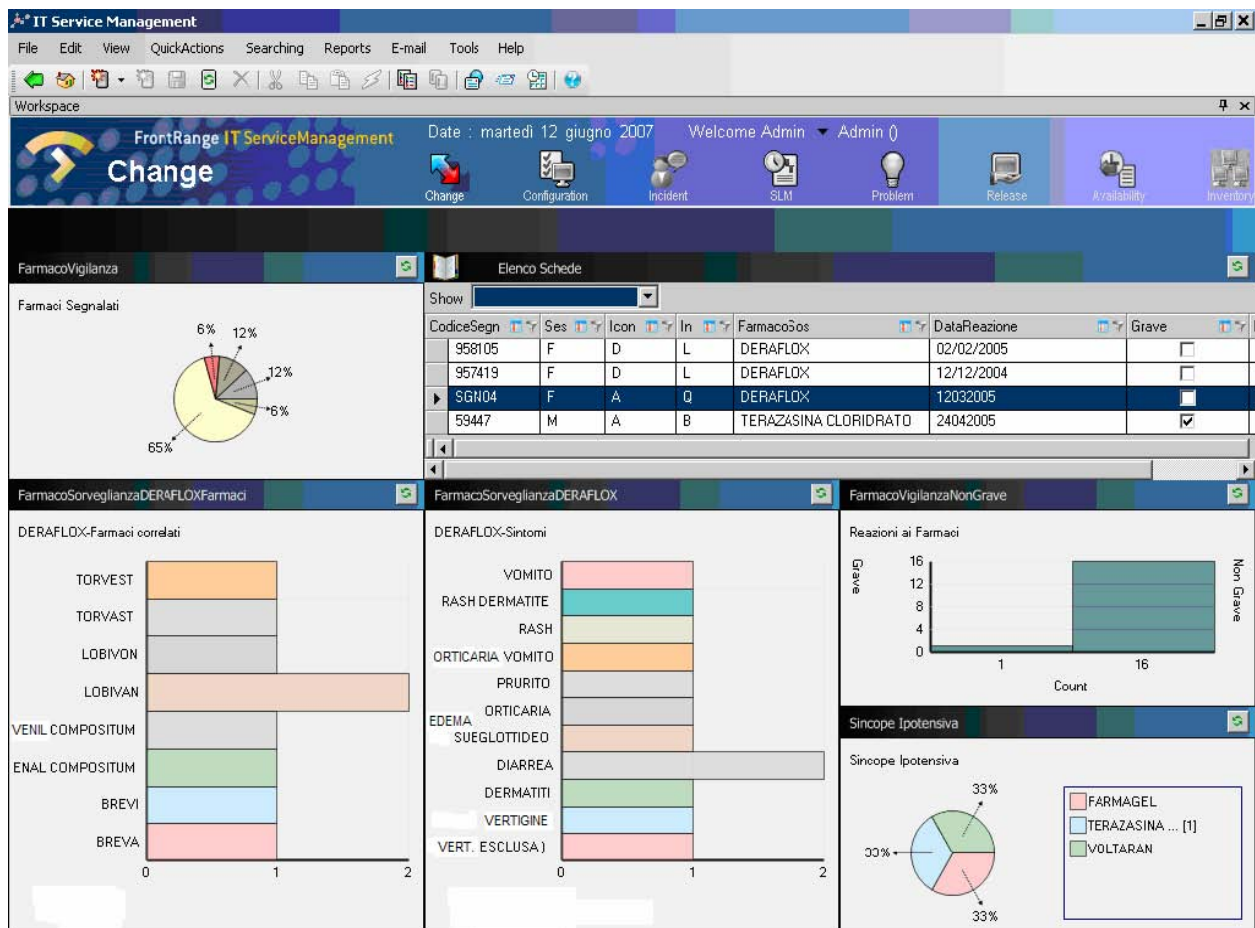 IT Service Management
File Edit View QuickActions Searching Reports E-mail Tools Help
Workspace
FrontRange IT ServiceManagement
Change
Date : martedì 12 giugno 2007 Welcome Admin Admin ()
Change Configuration Incident SLM Problem Release Availability Inventory
FarmacoVigilanza
Farmaci Segnalati
6% 12%
12%
6%
65%
Elenco Schede
Show
CodiceSegn Ses Icon In FarmacoSos DataReazione Grave
958105 F D L DERAFLOX 02/02/2005
957419 F D L DERAFLOX 12/12/2004
SGN04 F A Q DERAFLOX 12032005
59447 M A B TERAZASINA CLORIDRATO 24042005
FarmacoSorveglianzaDERAFLOXFarmaci
DERAFLOX-Farmaci correlati
TORVEST
TORVAST
LOBIVON
LOBIVAN
VENIL COMPOSITUM
ENAL COMPOSITUM
BREVI
BREVA
0 1 2
FarmacoSorveglianzaDERAFLOX
DERAFLOX-Sintomi
VOMITO
RASH DERMATITE
RASH
ORTICARIA VOMITO
PRURITO
ORTICARIA
EDEMA
SUEGLOTTIDEO
DIARREA
DERMATITI
VERTIGINE
VERT. ESCLUSA )
0 1 2
FarmacoVigilanzaNonGrave
Reazioni ai Farmaci
Grave
16
12
8
4
0
Non Grave
1 16
Count
Sincope Ipotensiva
Sincope Ipotensiva
33%
33%
33%
FARMAGEL
TERAZASINA ... [1]
VOLTARAN